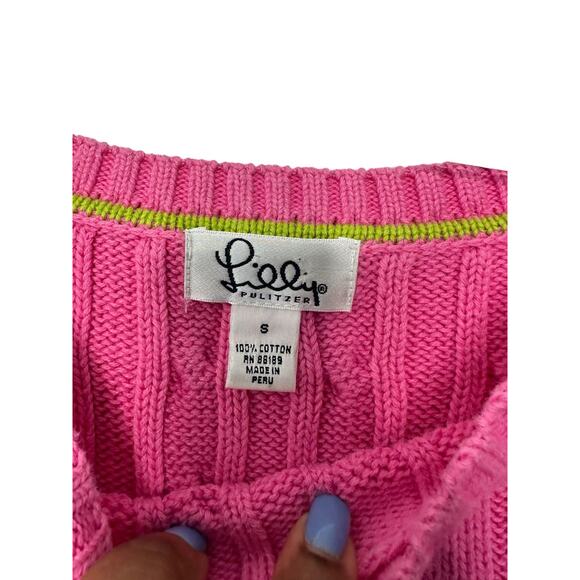 Lilly®
PULITZER
S
100% COTTON
RN 88189
MADE IN
PERU